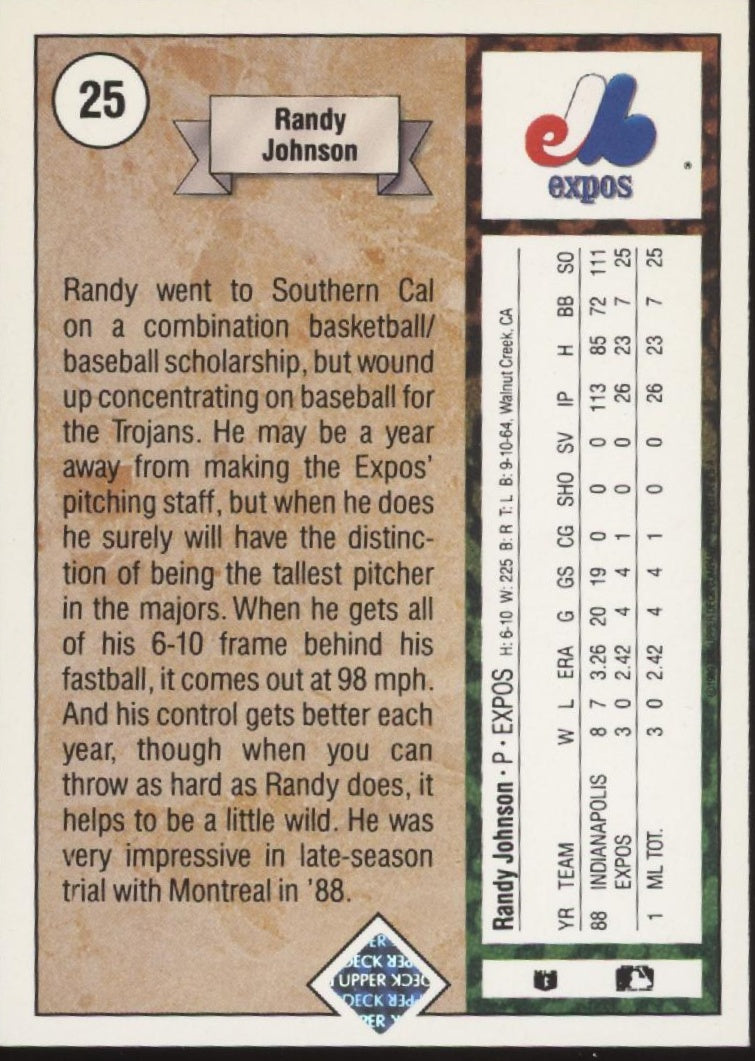 25
Randy
Johnson
Randy went to Southern Cal
on a combination basketball/
baseball scholarship, but wound
up concentrating on baseball for
the Trojans. He may be a year
away from making the Expos'
pitching staff, but when he does
he surely will have the distinc-
tion of being the tallest pitcher
in the majors. When he gets all
of his 6-10 frame behind his
fastball, it comes out at 98 mph.
And his control gets better each
year, though when you can
throw as hard as Randy does, it
helps to be a little wild. He was
very impressive in late-season
trial with Montreal in '88.
expos
Randy Johnson • P • EXPOS H: 6-10 W: 225 B: R T: L B: 9-10-64, Walnut Creek, CA
YR TEAM W L ERA G GS CG SHO SV IP H BB SO
88 INDIANAPOLIS 8 7 3.26 20 19 0 0 0 113 85 72 111
EXPOS 3 0 2.42 4 4 1 0 0 26 23 7 25
1 ML TOT. 3 0 2.42 4 4 1 0 0 26 23 7 25
UPPER DECK